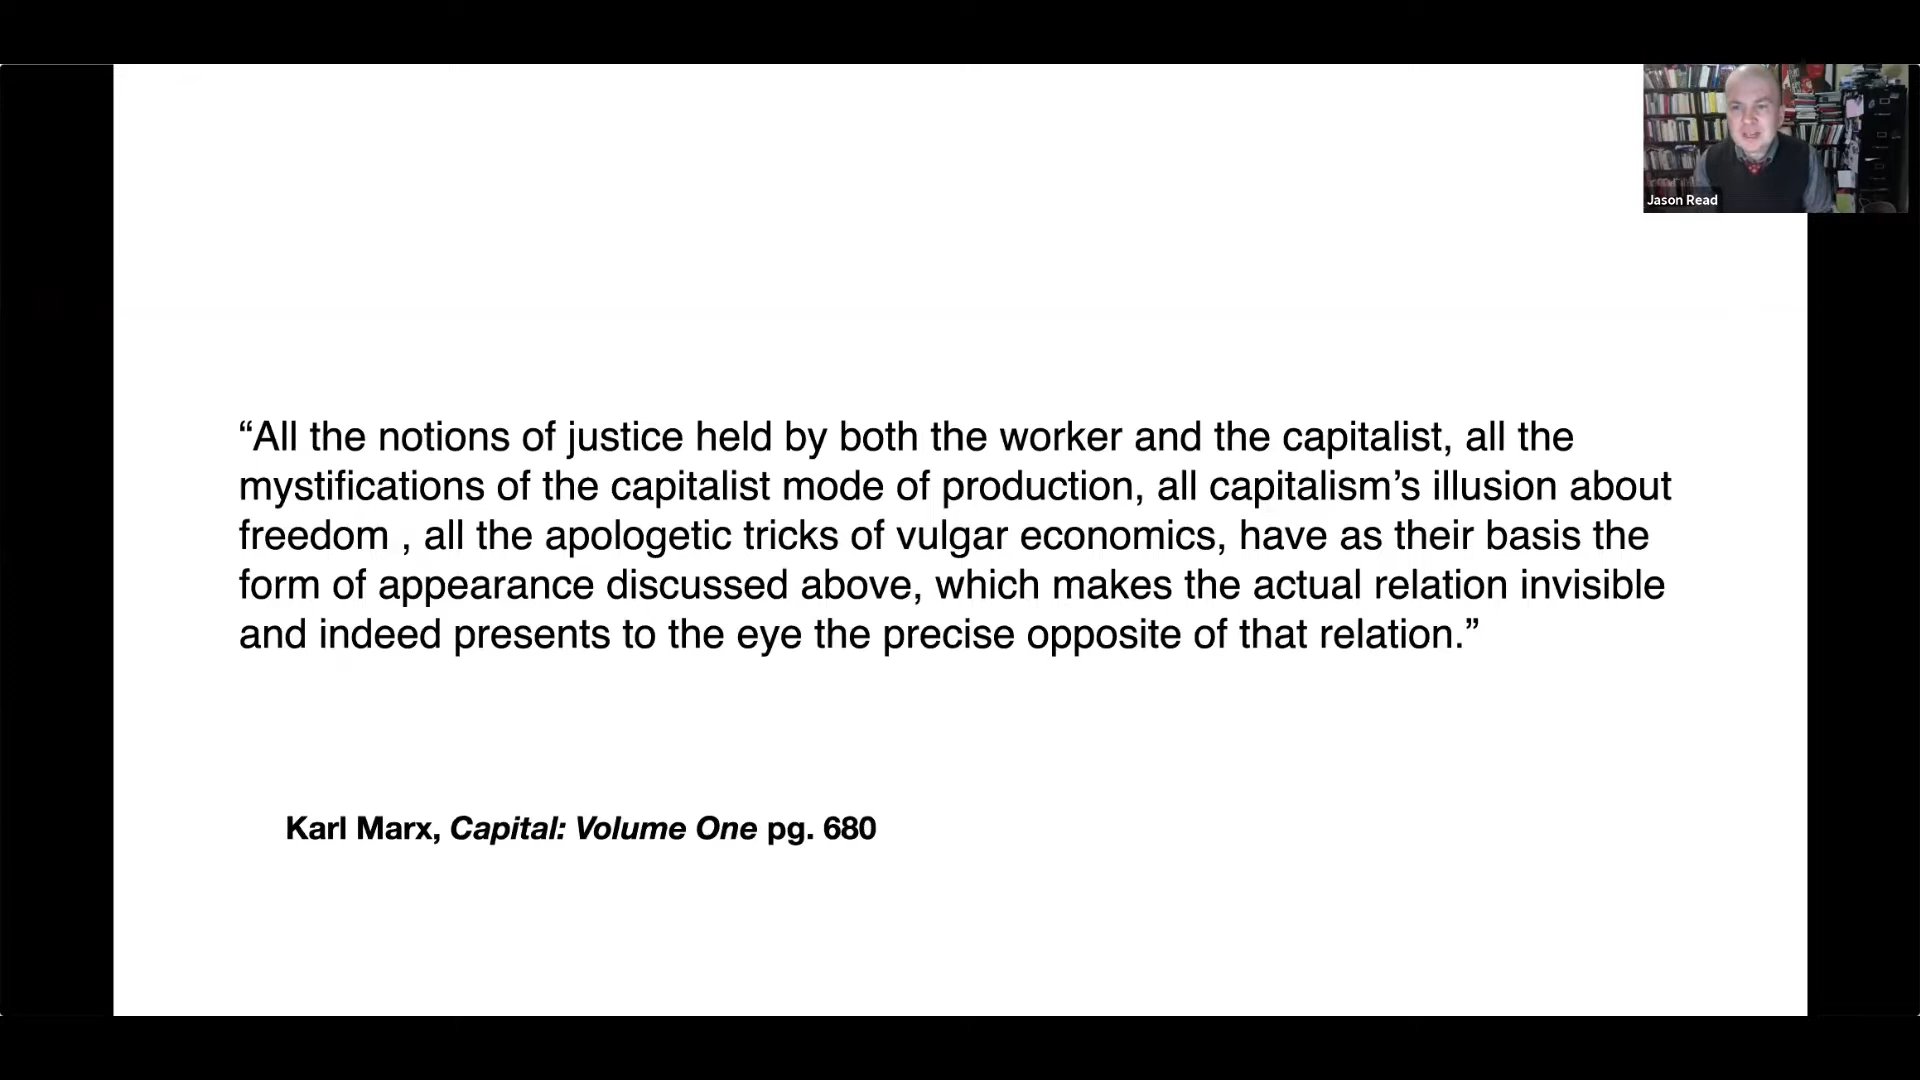 Jason Read
“All the notions of justice held by both the worker and the capitalist, all the
mystifications of the capitalist mode of production, all capitalism’s illusion about
freedom , all the apologetic tricks of vulgar economics, have as their basis the
form of appearance discussed above, which makes the actual relation invisible
and indeed presents to the eye the precise opposite of that relation.”
Karl Marx, Capital: Volume One pg. 680